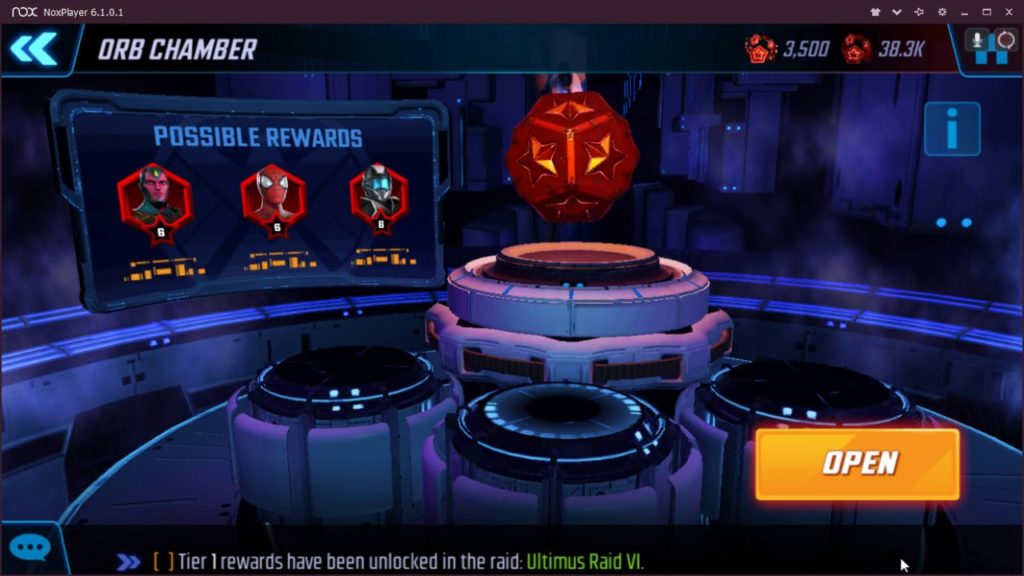 nox NoxPlayer 6.1.0.1
ORB CHAMBER
3,500
38.3K
POSSIBLE REWARDS
6
6
6
OPEN
[ ] Tier 1 rewards have been unlocked in the raid: Ultimus Raid VI.